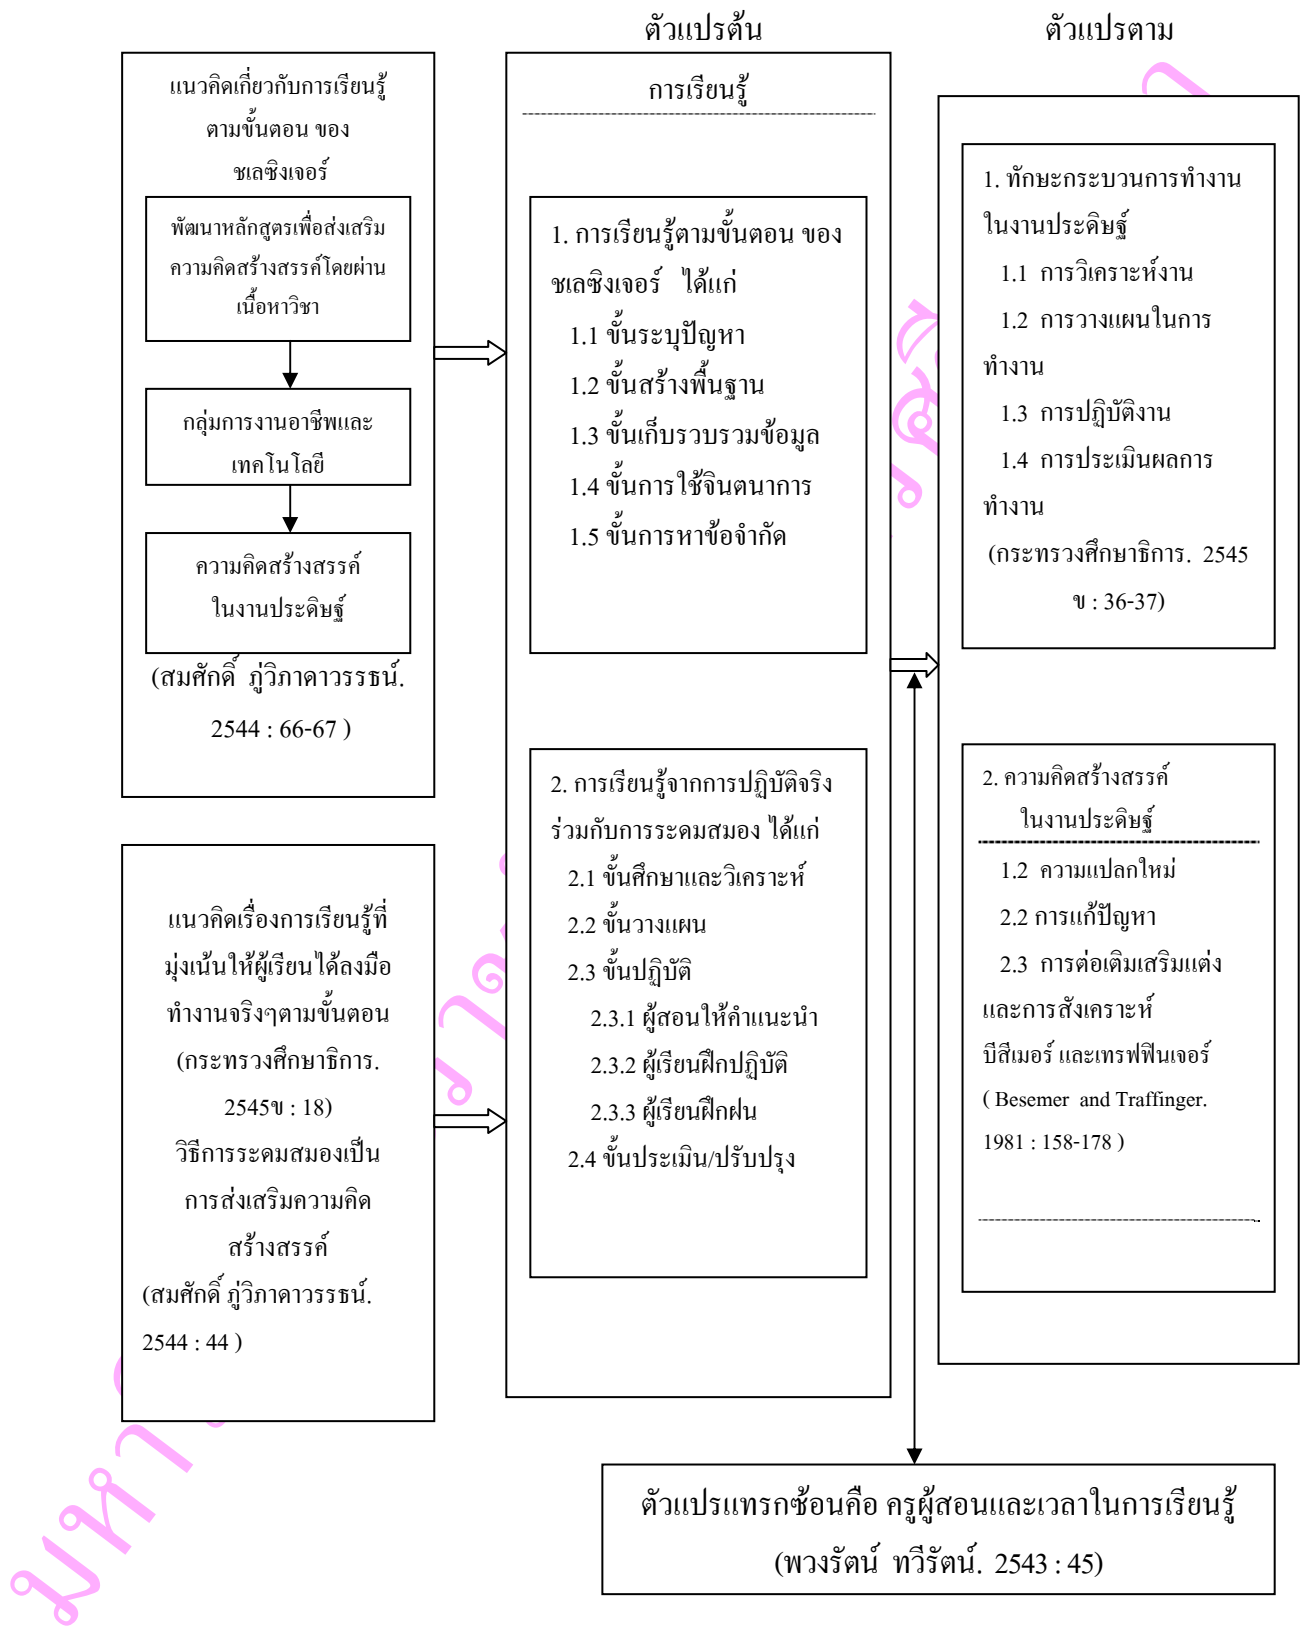 ตัวแปรต้น
ตัวแปรตาม
แนวคิดเกี่ยวกับการเรียนรู้
ตามขั้นตอน ของ
ชเลซิงเจอร์
พัฒนาหลักสูตรเพื่อส่งเสริม
ความคิดสร้างสรรค์โดยผ่าน
เนื้อหาวิชา
กลุ่มการงานอาชีพและ
เทคโนโลยี
ความคิดสร้างสรรค์
ในงานประดิษฐ์
(สมศักดิ์ ภู่วิภาดาวรรธน์.
2544 : 66-67 )
แนวคิดเรื่องการเรียนรู้ที่
มุ่งเน้นให้ผู้เรียนได้ลงมือ
ทำงานจริงๆตามขั้นตอน
(กระทรวงศึกษาธิการ.
2545ข : 18)
วิธีการระดมสมองเป็น
การส่งเสริมความคิด
สร้างสรรค์
(สมศักดิ์ ภู่วิภาดาวรรธน์.
2544 : 44 )
การเรียนรู้
1. การเรียนรู้ตามขั้นตอน ของ
ชเลซิงเจอร์ ได้แก่
1.1 ขั้นระบุปัญหา
1.2 ขั้นสร้างพื้นฐาน
1.3 ขั้นเก็บรวบรวมข้อมูล
1.4 ขั้นการใช้จินตนาการ
1.5 ขั้นการหาข้อจำกัด
2. การเรียนรู้จากการปฏิบัติจริง
ร่วมกับการระดมสมอง ได้แก่
2.1 ขั้นศึกษาและวิเคราะห์
2.2 ขั้นวางแผน
2.3 ขั้นปฏิบัติ
2.3.1 ผู้สอนให้คำแนะนำ
2.3.2 ผู้เรียนฝึกปฏิบัติ
2.3.3 ผู้เรียนฝึกฝน
2.4 ขั้นประเมิน/ปรับปรุง
1. ทักษะกระบวนการทำงาน
ในงานประดิษฐ์
1.1 การวิเคราะห์งาน
1.2 การวางแผนในการ
ทำงาน
1.3 การปฏิบัติงาน
1.4 การประเมินผลการ
ทำงาน
(กระทรวงศึกษาธิการ. 2545
ข : 36-37)
2. ความคิดสร้างสรรค์
ในงานประดิษฐ์
1.2 ความแปลกใหม่
2.2 การแก้ปัญหา
2.3 การต่อเติมเสริมแต่ง
และการสังเคราะห์
บีสีเมอร์ และเทรฟฟินเจอร์
( Besemer and Traffinger.
1981 : 158-178 )
ตัวแปรแทรกซ้อนคือ ครูผู้สอนและเวลาในการเรียนรู้
(พวงรัตน์ ทวีรัตน์. 2543 : 45)